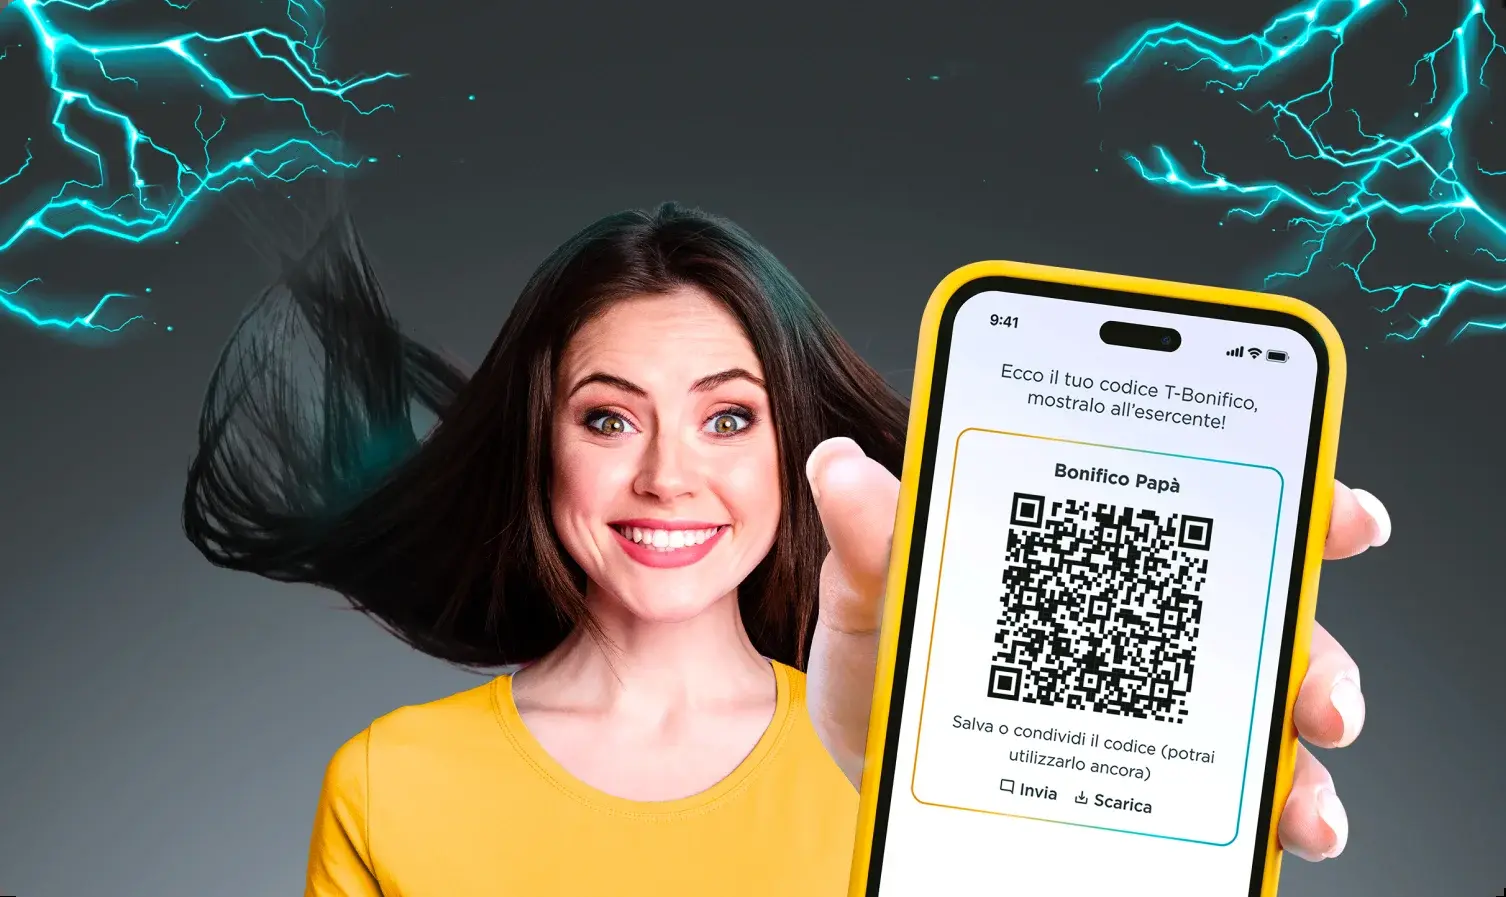 9:41
Ecco il tuo codice T-Bonifico,
mostralo all'esercente!
Bonifico Papà
Salva o condividi il codice (potrai
utilizzarlo ancora)
Invia Scarica